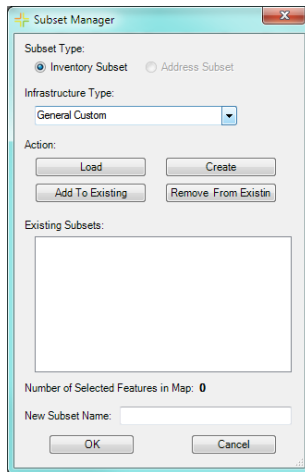 Subset Manager
Subset Type:
Inventory Subset Address Subset
Infrastructure Type:
General Custom
Action:
Load Create
Add To Existing Remove From Existin
Existing Subsets:
Number of Selected Features in Map: 0
New Subset Name:
OK Cancel